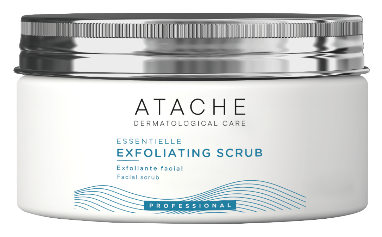 ATACHE
DERMATOLOGICAL CARE
ESSENTIELLE
EXFOLIATING SCRUB
Exfoliante facial
Facial scrub
PROFESSIONAL